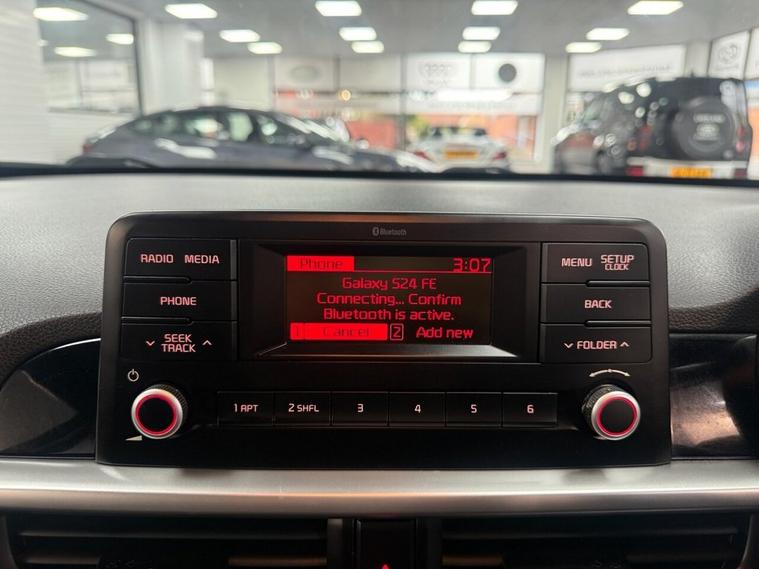 Bluetooth
RADIO MEDIA
PHONE
SEEK
TRACK
Phone 3:07
Galaxy S24 FE
Connecting... Confirm
Bluetooth is active.
1 Cancel 2 Add new
MENU SETUP
CLOCK
BACK
FOLDER
1 RPT 2 SHFL 3 4 5 6